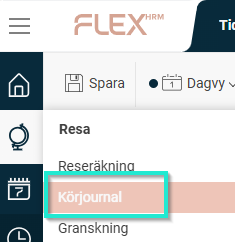 FLEX HRM
Tid
Spara
Dagvy
Resa
Reseräkning
Körjournal
Granskning